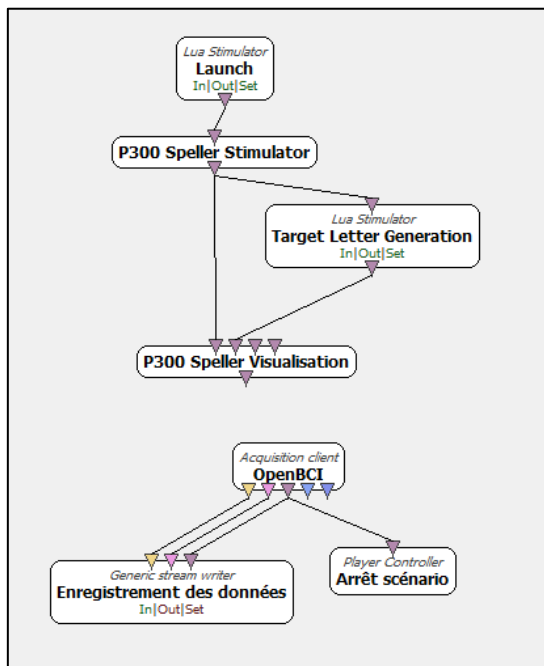 Lua Stimulator
Launch
In|Out|Set
P300 Speller Stimulator
Lua Stimulator
Target Letter Generation
In|Out|Set
P300 Speller Visualisation
Acquisition client
OpenBCI
Generic stream writer
Enregistrement des données
In|Out|Set
Player Controller
Arrêt scénario